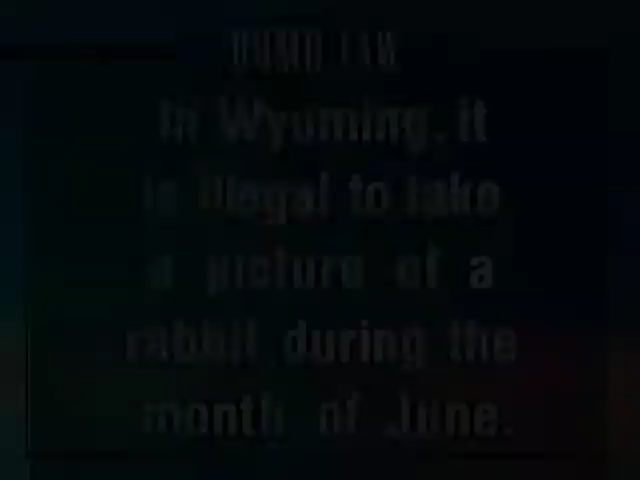 DUMB LAW
In Wyoming, it
is illegal to take
a picture of a
rabbit during the
month of June.